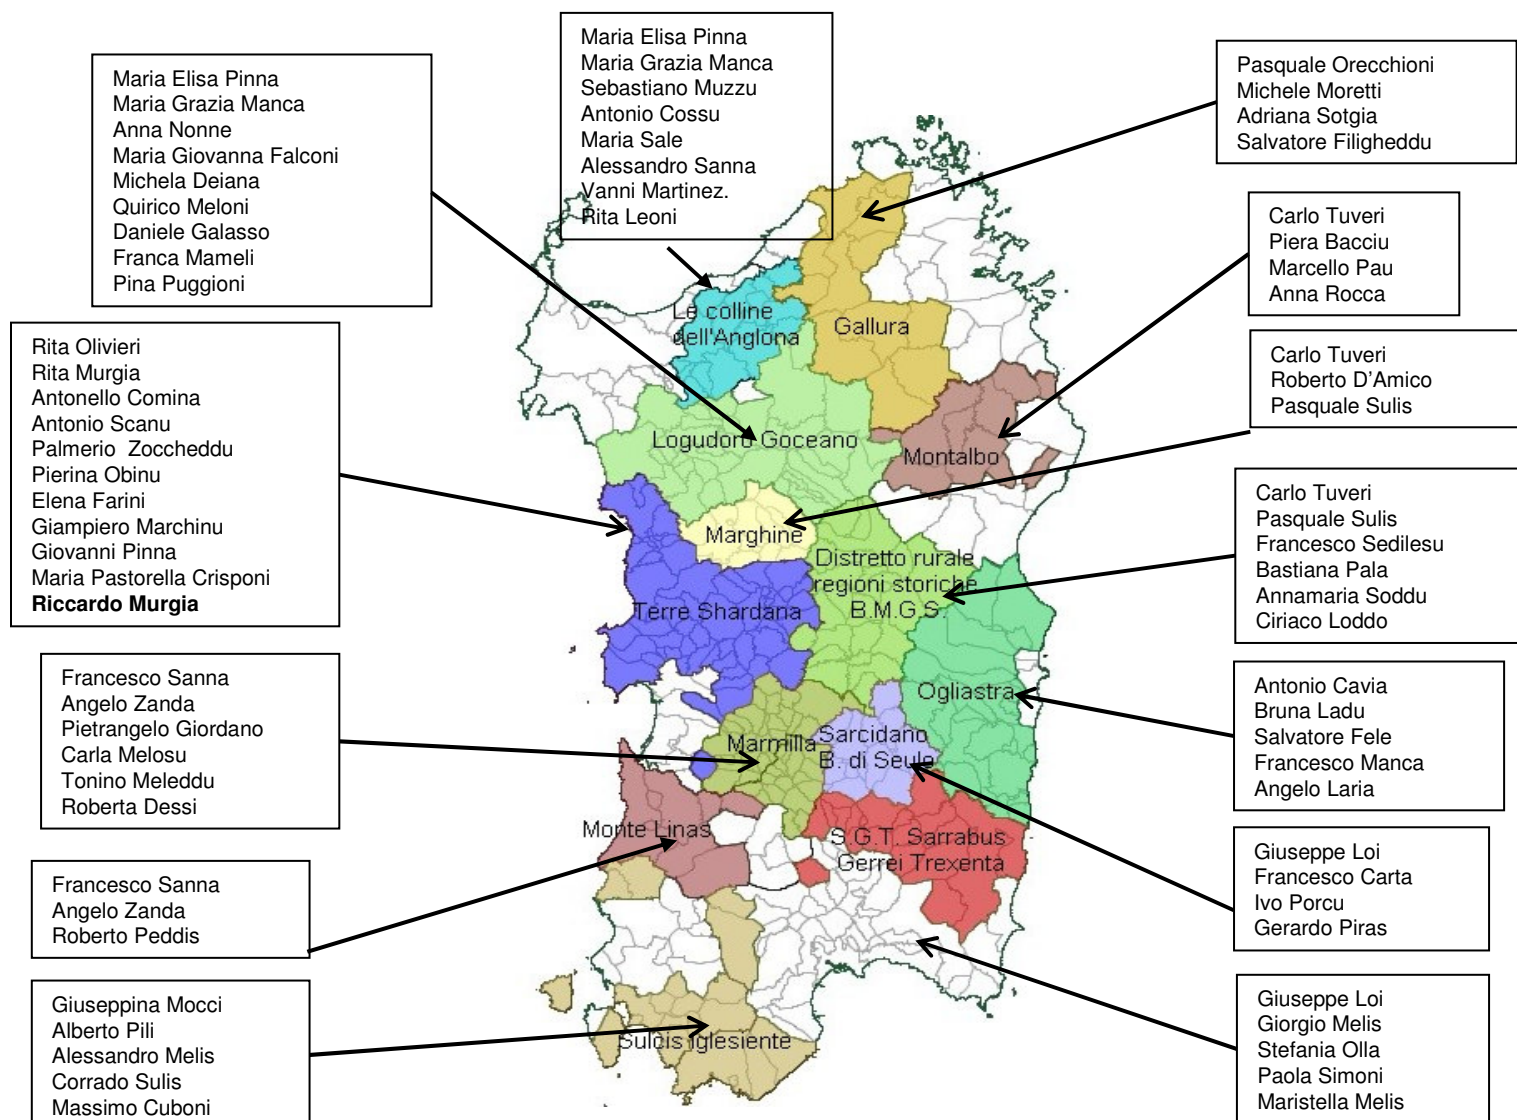 Maria Elisa Pinna
Maria Grazia Manca
Sebastiano Muzzu
Antonio Cossu
Maria Sale
Alessandro Sanna
Vanni Martinez.
Rita Leoni
Maria Elisa Pinna
Maria Grazia Manca
Anna Nonne
Maria Giovanna Falconi
Michela Deiana
Quirico Meloni
Daniele Galasso
Franca Mameli
Pina Puggioni
Pasquale Orecchioni
Michele Moretti
Adriana Sotgia
Salvatore Filigheddu
Carlo Tuveri
Piera Bacciu
Marcello Pau
Anna Rocca
Rita Olivieri
Rita Murgia
Antonello Comina
Antonio Scanu
Palmerio Zoccheddu
Pierina Obinu
Elena Farini
Giampiero Marchinu
Giovanni Pinna
Maria Pastorella Crisponi
Riccardo Murgia
Carlo Tuveri
Roberto D'Amico
Pasquale Sulis
Carlo Tuveri
Pasquale Sulis
Francesco Sedilesu
Bastiana Pala
Annamaria Soddu
Ciriaco Loddo
Francesco Sanna
Angelo Zanda
Pietrangelo Giordano
Carla Melosu
Tonino Meleddu
Roberta Dessi
Antonio Cavia
Bruna Ladu
Salvatore Fele
Francesco Manca
Angelo Laria
Francesco Sanna
Angelo Zanda
Roberto Peddis
Giuseppe Loi
Francesco Carta
Ivo Porcu
Gerardo Piras
Giuseppina Mocci
Alberto Pili
Alessandro Melis
Corrado Sulis
Massimo Cuboni
Giuseppe Loi
Giorgio Melis
Stefania Olla
Paola Simoni
Maristella Melis
Le colline
dell'Anglona
Gallura
Logudoro Goceano
Montalbo
Marghine
Distretto rurale
regioni storiche
B.M.G.S.
Terre Shardana
Ogliastra
Marmilla
Sarcidano
B. di Seulo
Monte Linas
S.G.T. Sarrabus
Gerrei Trexenta
Sulcis Iglesiente